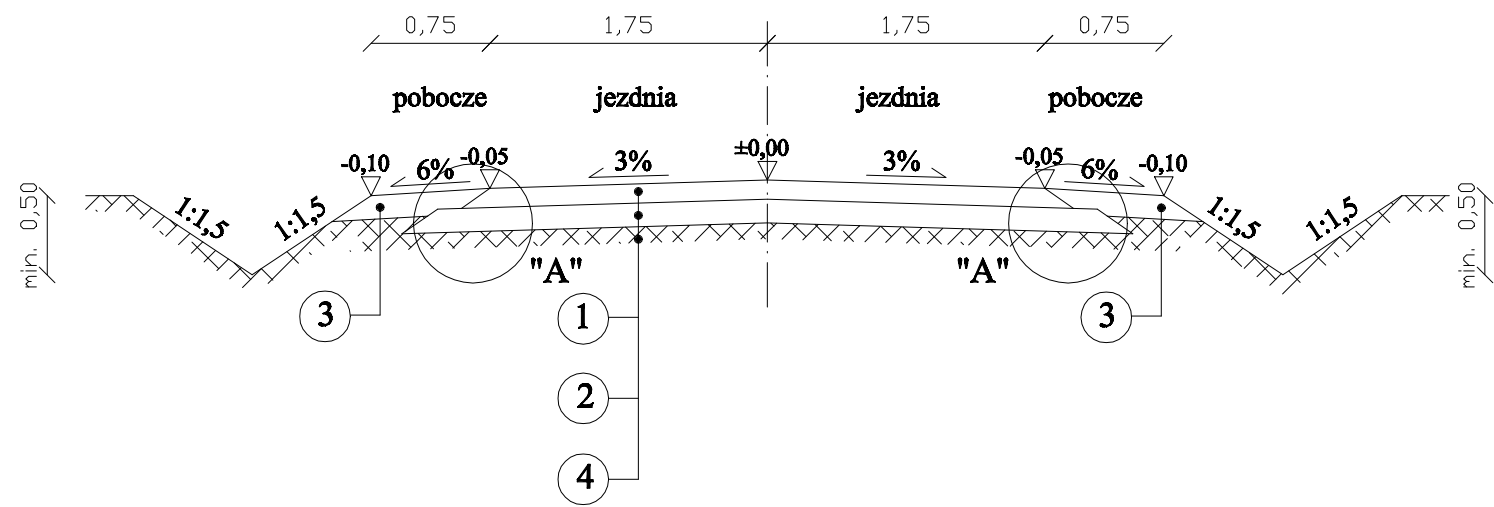 0,75 1,75 1,75 0,75
pobocze jezdnia jezdnia pobocze
-0,10 6% -0,05 3% ±0,00 3% -0,05 6% -0,10
min. 0,50 1:1,5 1:1,5 1:1,5 1:1,5 min. 0,50
"A" "A"
3 1 3
2
4